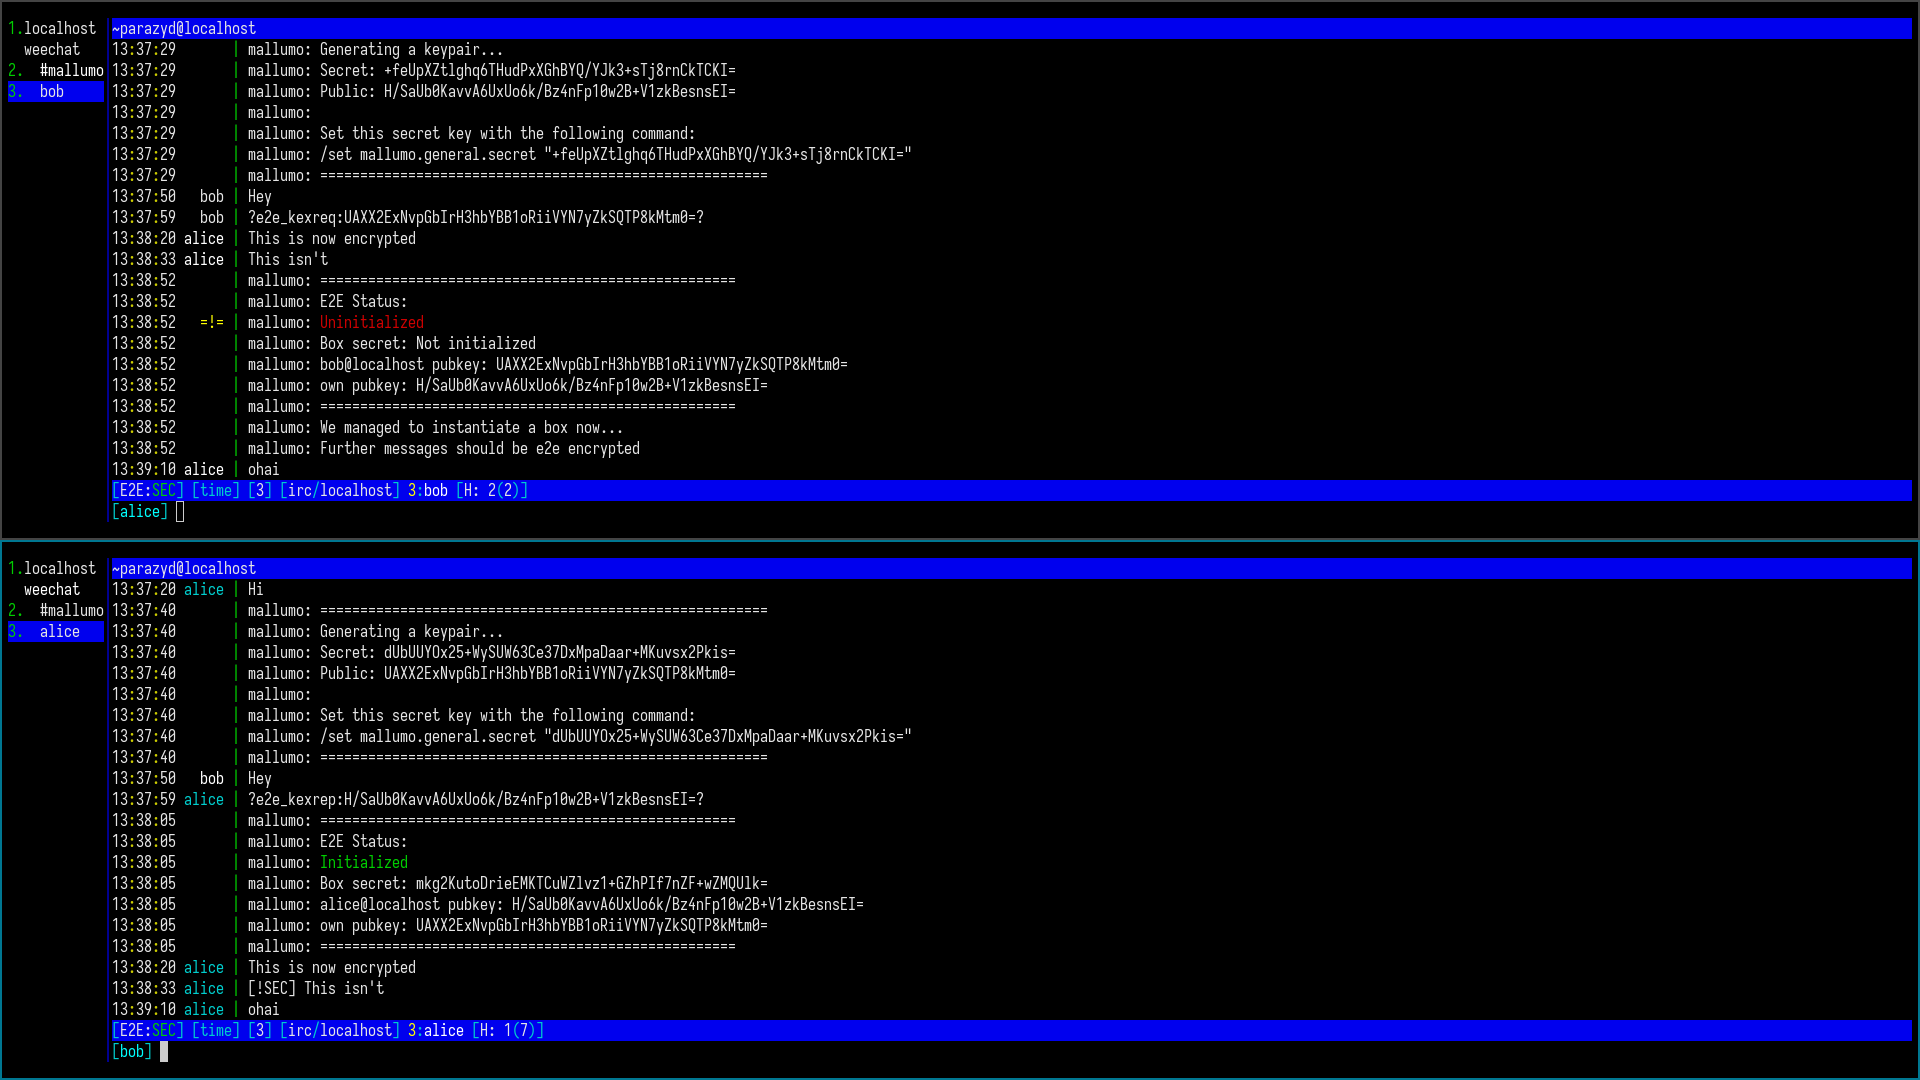 1.localhost ~parazyd@localhost
weechat 13:37:29 | mallumo: Generating a keypair...
2. #mallumo 13:37:29 | mallumo: Secret: +feUpXZtlghq6THudPxXGhBYQ/YJk3+sTj8rnCkTCKI=
3. bob 13:37:29 | mallumo: Public: H/SaUb0KavvA6UxUo6k/Bz4nFp10w2B+V1zkBesnsEI=
13:37:29 | mallumo:
13:37:29 | mallumo: Set this secret key with the following command:
13:37:29 | mallumo: /set mallumo.general.secret "+feUpXZtlghq6THudPxXGhBYQ/YJk3+sTj8rnCkTCKI="
13:37:29 | mallumo: ========================================================
13:37:50 bob | Hey
13:37:59 bob | ?e2e_kexreq:UAXX2ExNvpGbIrH3hbYBB1oRiiVYN7yZkSQTP8kMtm0=?
13:38:20 alice | This is now encrypted
13:38:33 alice | This isn't
13:38:52 | mallumo: ====================================================
13:38:52 | mallumo: E2E Status:
13:38:52 =!= | mallumo: Uninitialized
13:38:52 | mallumo: Box secret: Not initialized
13:38:52 | mallumo: bob@localhost pubkey: UAXX2ExNvpGbIrH3hbYBB1oRiiVYN7yZkSQTP8kMtm0=
13:38:52 | mallumo: own pubkey: H/SaUb0KavvA6UxUo6k/Bz4nFp10w2B+V1zkBesnsEI=
13:38:52 | mallumo: ====================================================
13:38:52 | mallumo: We managed to instantiate a box now...
13:38:52 | mallumo: Further messages should be e2e encrypted
13:39:10 alice | ohai
[E2E:SEC] [time] [3] [irc/localhost] 3:bob [H: 2(2)]
[alice]
1.localhost ~parazyd@localhost
weechat 13:37:20 alice | Hi
2. #mallumo 13:37:40 | mallumo: ========================================================
3. alice 13:37:40 | mallumo: Generating a keypair...
13:37:40 | mallumo: Secret: dUbUUYOx25+WySUW63Ce37DxMpaDaar+MKuvsx2Pkis=
13:37:40 | mallumo: Public: UAXX2ExNvpGbIrH3hbYBB1oRiiVYN7yZkSQTP8kMtm0=
13:37:40 | mallumo:
13:37:40 | mallumo: Set this secret key with the following command:
13:37:40 | mallumo: /set mallumo.general.secret "dUbUUYOx25+WySUW63Ce37DxMpaDaar+MKuvsx2Pkis="
13:37:40 | mallumo: ========================================================
13:37:50 bob | Hey
13:37:59 alice | ?e2e_kexrep:H/SaUb0KavvA6UxUo6k/Bz4nFp10w2B+V1zkBesnsEI=?
13:38:05 | mallumo: ====================================================
13:38:05 | mallumo: E2E Status:
13:38:05 | mallumo: Initialized
13:38:05 | mallumo: Box secret: mkg2KutoDrieEMKTCuWZlvz1+GZhPIf7nZF+wZMQUlk=
13:38:05 | mallumo: alice@localhost pubkey: H/SaUb0KavvA6UxUo6k/Bz4nFp10w2B+V1zkBesnsEI=
13:38:05 | mallumo: own pubkey: UAXX2ExNvpGbIrH3hbYBB1oRiiVYN7yZkSQTP8kMtm0=
13:38:05 | mallumo: ====================================================
13:38:20 alice | This is now encrypted
13:38:33 alice | [!SEC] This isn't
13:39:10 alice | ohai
[E2E:SEC] [time] [3] [irc/localhost] 3:alice [H: 1(7)]
[bob]